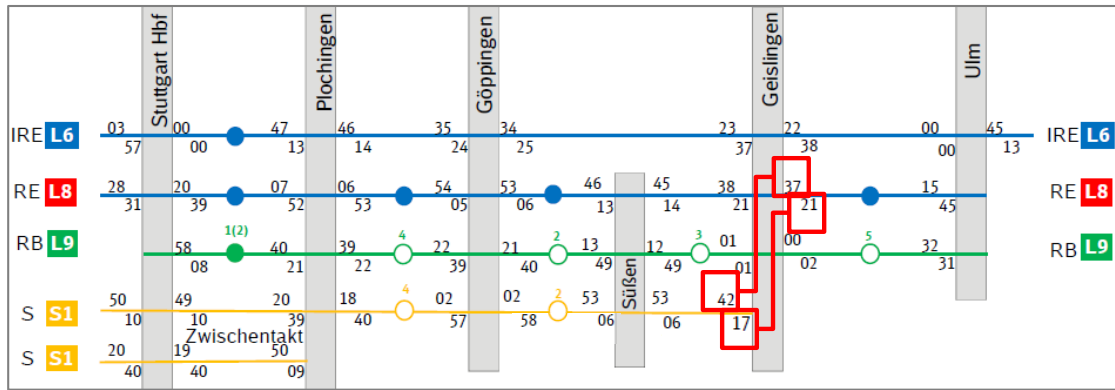 Stuttgart Hbf
Plochingen
Göppingen
Geislingen
Ulm
IRE L6 03 00 47 46 35 34 23 22 00 45 IRE L6
57 00 13 14 24 25 37 38 00 13
RE L8 28 20 07 06 54 53 46 45 38 37 15 RE L8
31 39 52 53 05 06 13 14 21 21 45
RB L9 58 1(2) 40 39 4 22 21 2 13 12 3 01 00 5 32 RB L9
08 21 22 39 40 49 49 01 02 31
Süßen
S S1 50 49 20 18 4 02 02 2 53 53 42
10 10 39 40 57 58 06 06 17
Zwischentakt
S S1 20 19 50
40 40 09